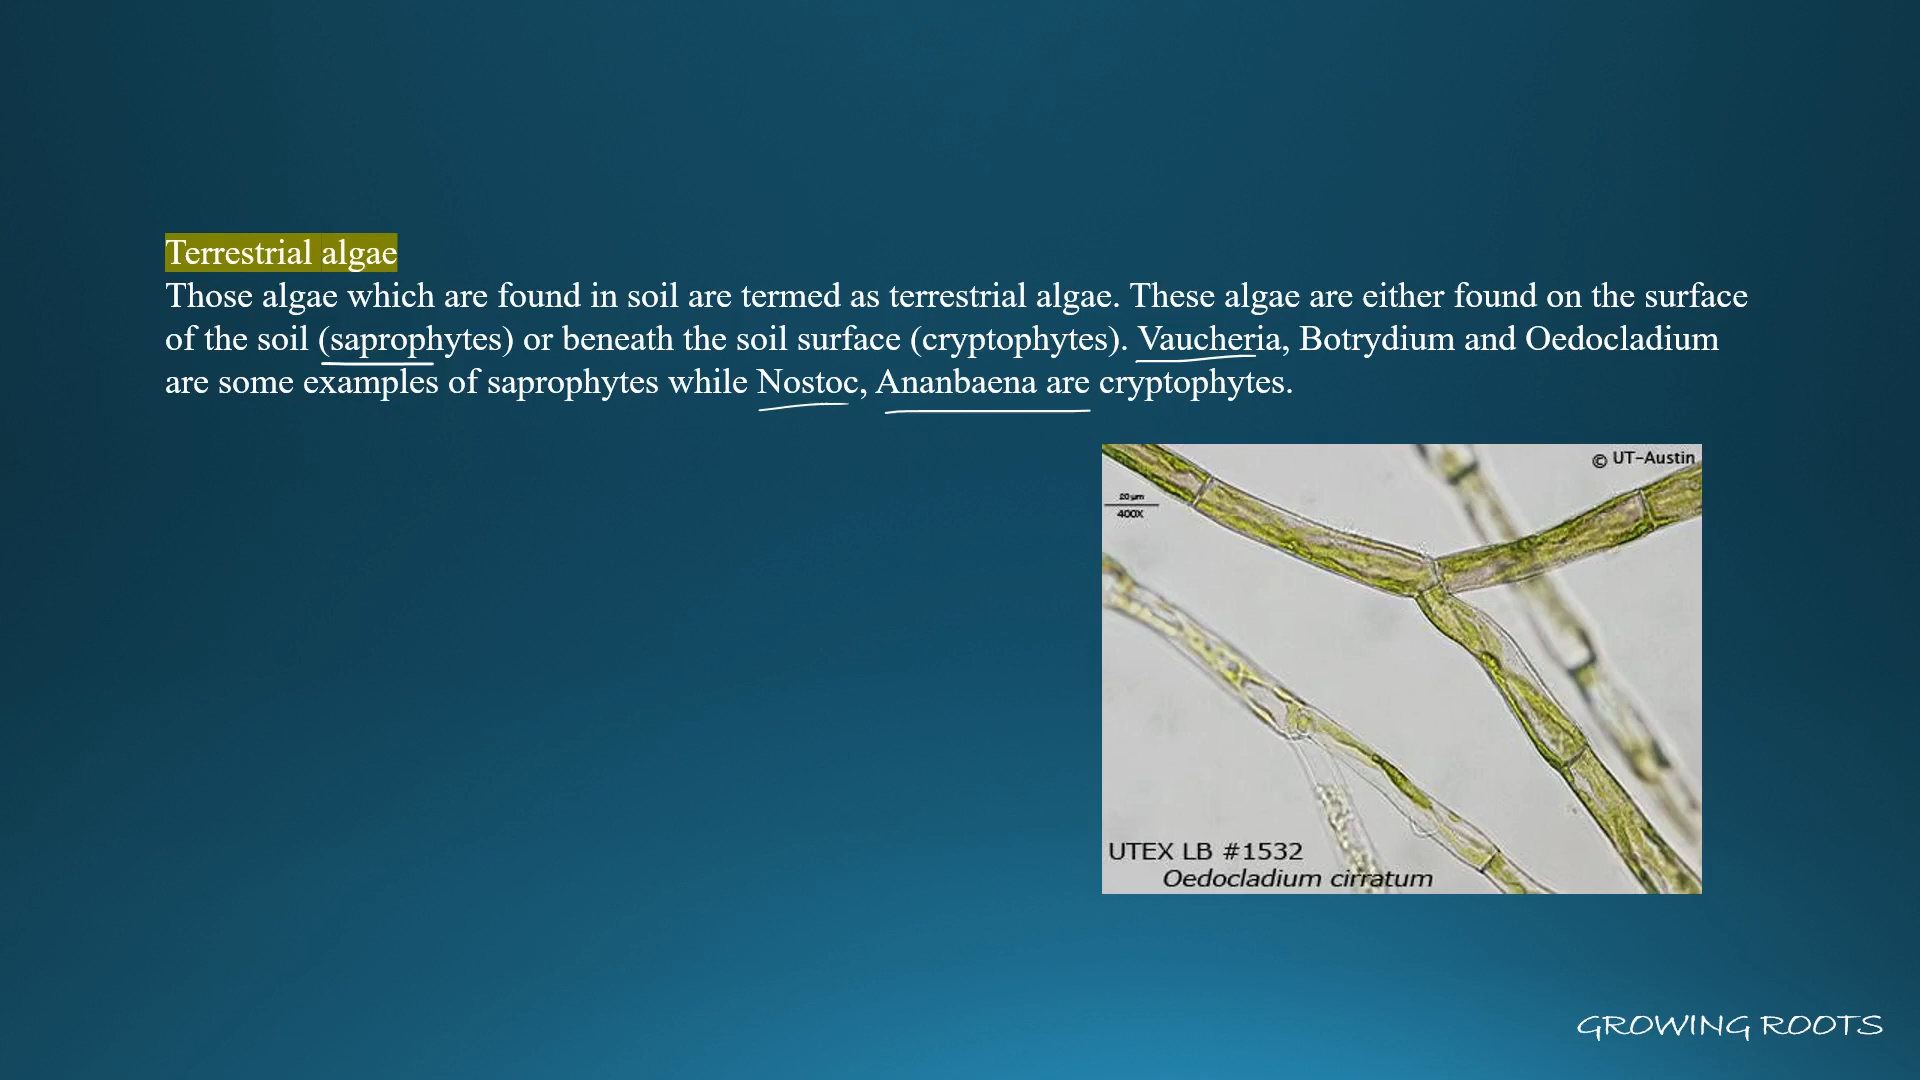 Terrestrial algae
Those algae which are found in soil are termed as terrestrial algae. These algae are either found on the surface
of the soil (saprophytes) or beneath the soil surface (cryptophytes). Vaucheria, Botrydium and Oedocladium
are some examples of saprophytes while Nostoc, Ananbaena are cryptophytes.
© UT-Austin
20 µm
400X
UTEX LB #1532
Oedocladium cirratum
GROWING ROOTS